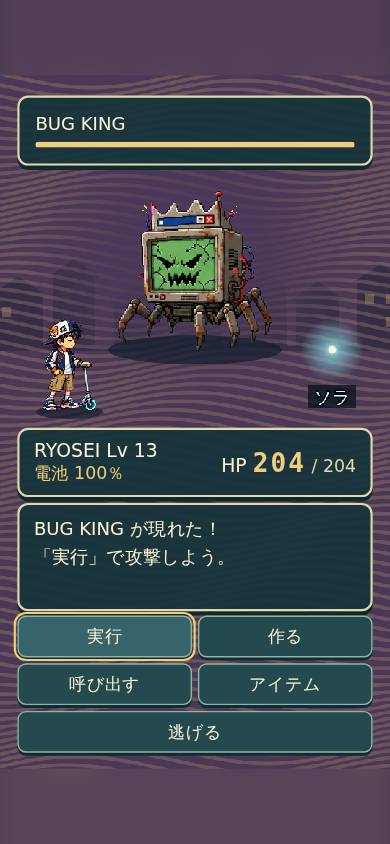 BUG KING
ソラ
RYOSEI Lv 13
電池 100%
HP 204 / 204
BUG KING が現れた!
「実行」で攻撃しよう。
実行
作る
呼び出す
アイテム
逃げる